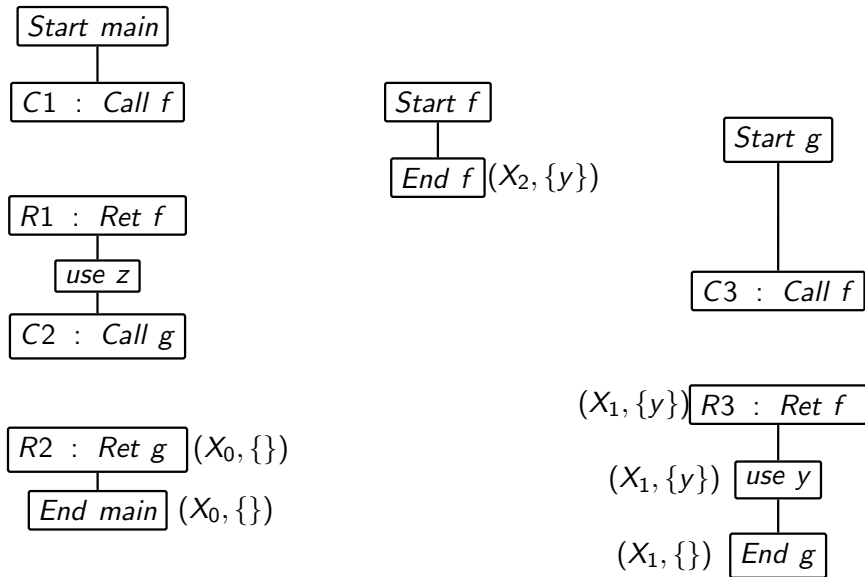 Start main
C1 : Call f
R1 : Ret f
use z
C2 : Call g
R2 : Ret g (X₀, {})
End main (X₀, {})
Start f
End f (X₂, {y})
Start g
C3 : Call f
(X₁, {y}) R3 : Ret f
(X₁, {y}) use y
(X₁, {}) End g